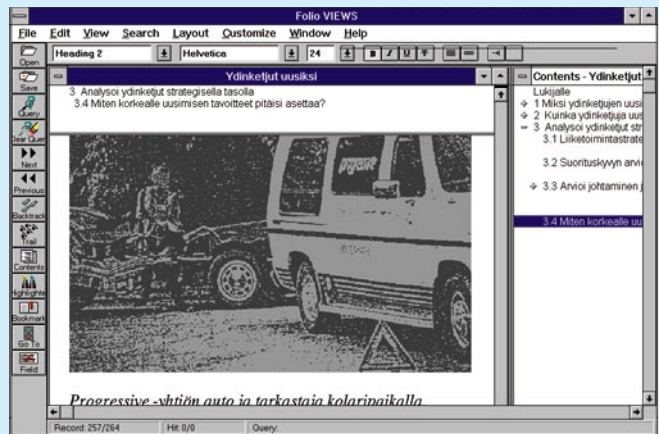 Folio VIEWS
File Edit View Search Layout Customize Window Help
Heading 2 Helvetica 24 B I U
Open
Save
Query
Clear Quer
Next
Previous
Backtrack
Trail
Contents
Highlighte
Bookmark
Go To
Field
Ydinketjut uusiksi
3 Analysoi ydinketjut strategisella tasolla
3.4 Miten korkealle uusimisen tavoitteet pitäisi asettaa?
Progressive -yhtiön auto ja tarkastaja kolaripaikalla
Contents - Ydinketjut
Lukijalle
1 Miksi ydinketjujen uusi
2 Kuinka ydinketjuja uus
3 Analysoi ydinketjut str
3.1 Liiketoimintastrate
3.2 Suorituskyvyn arvi
3.3 Arvioi johtaminen j
3.4 Miten korkealle uu
Record: 257/264 Hit: 0/0 Query: